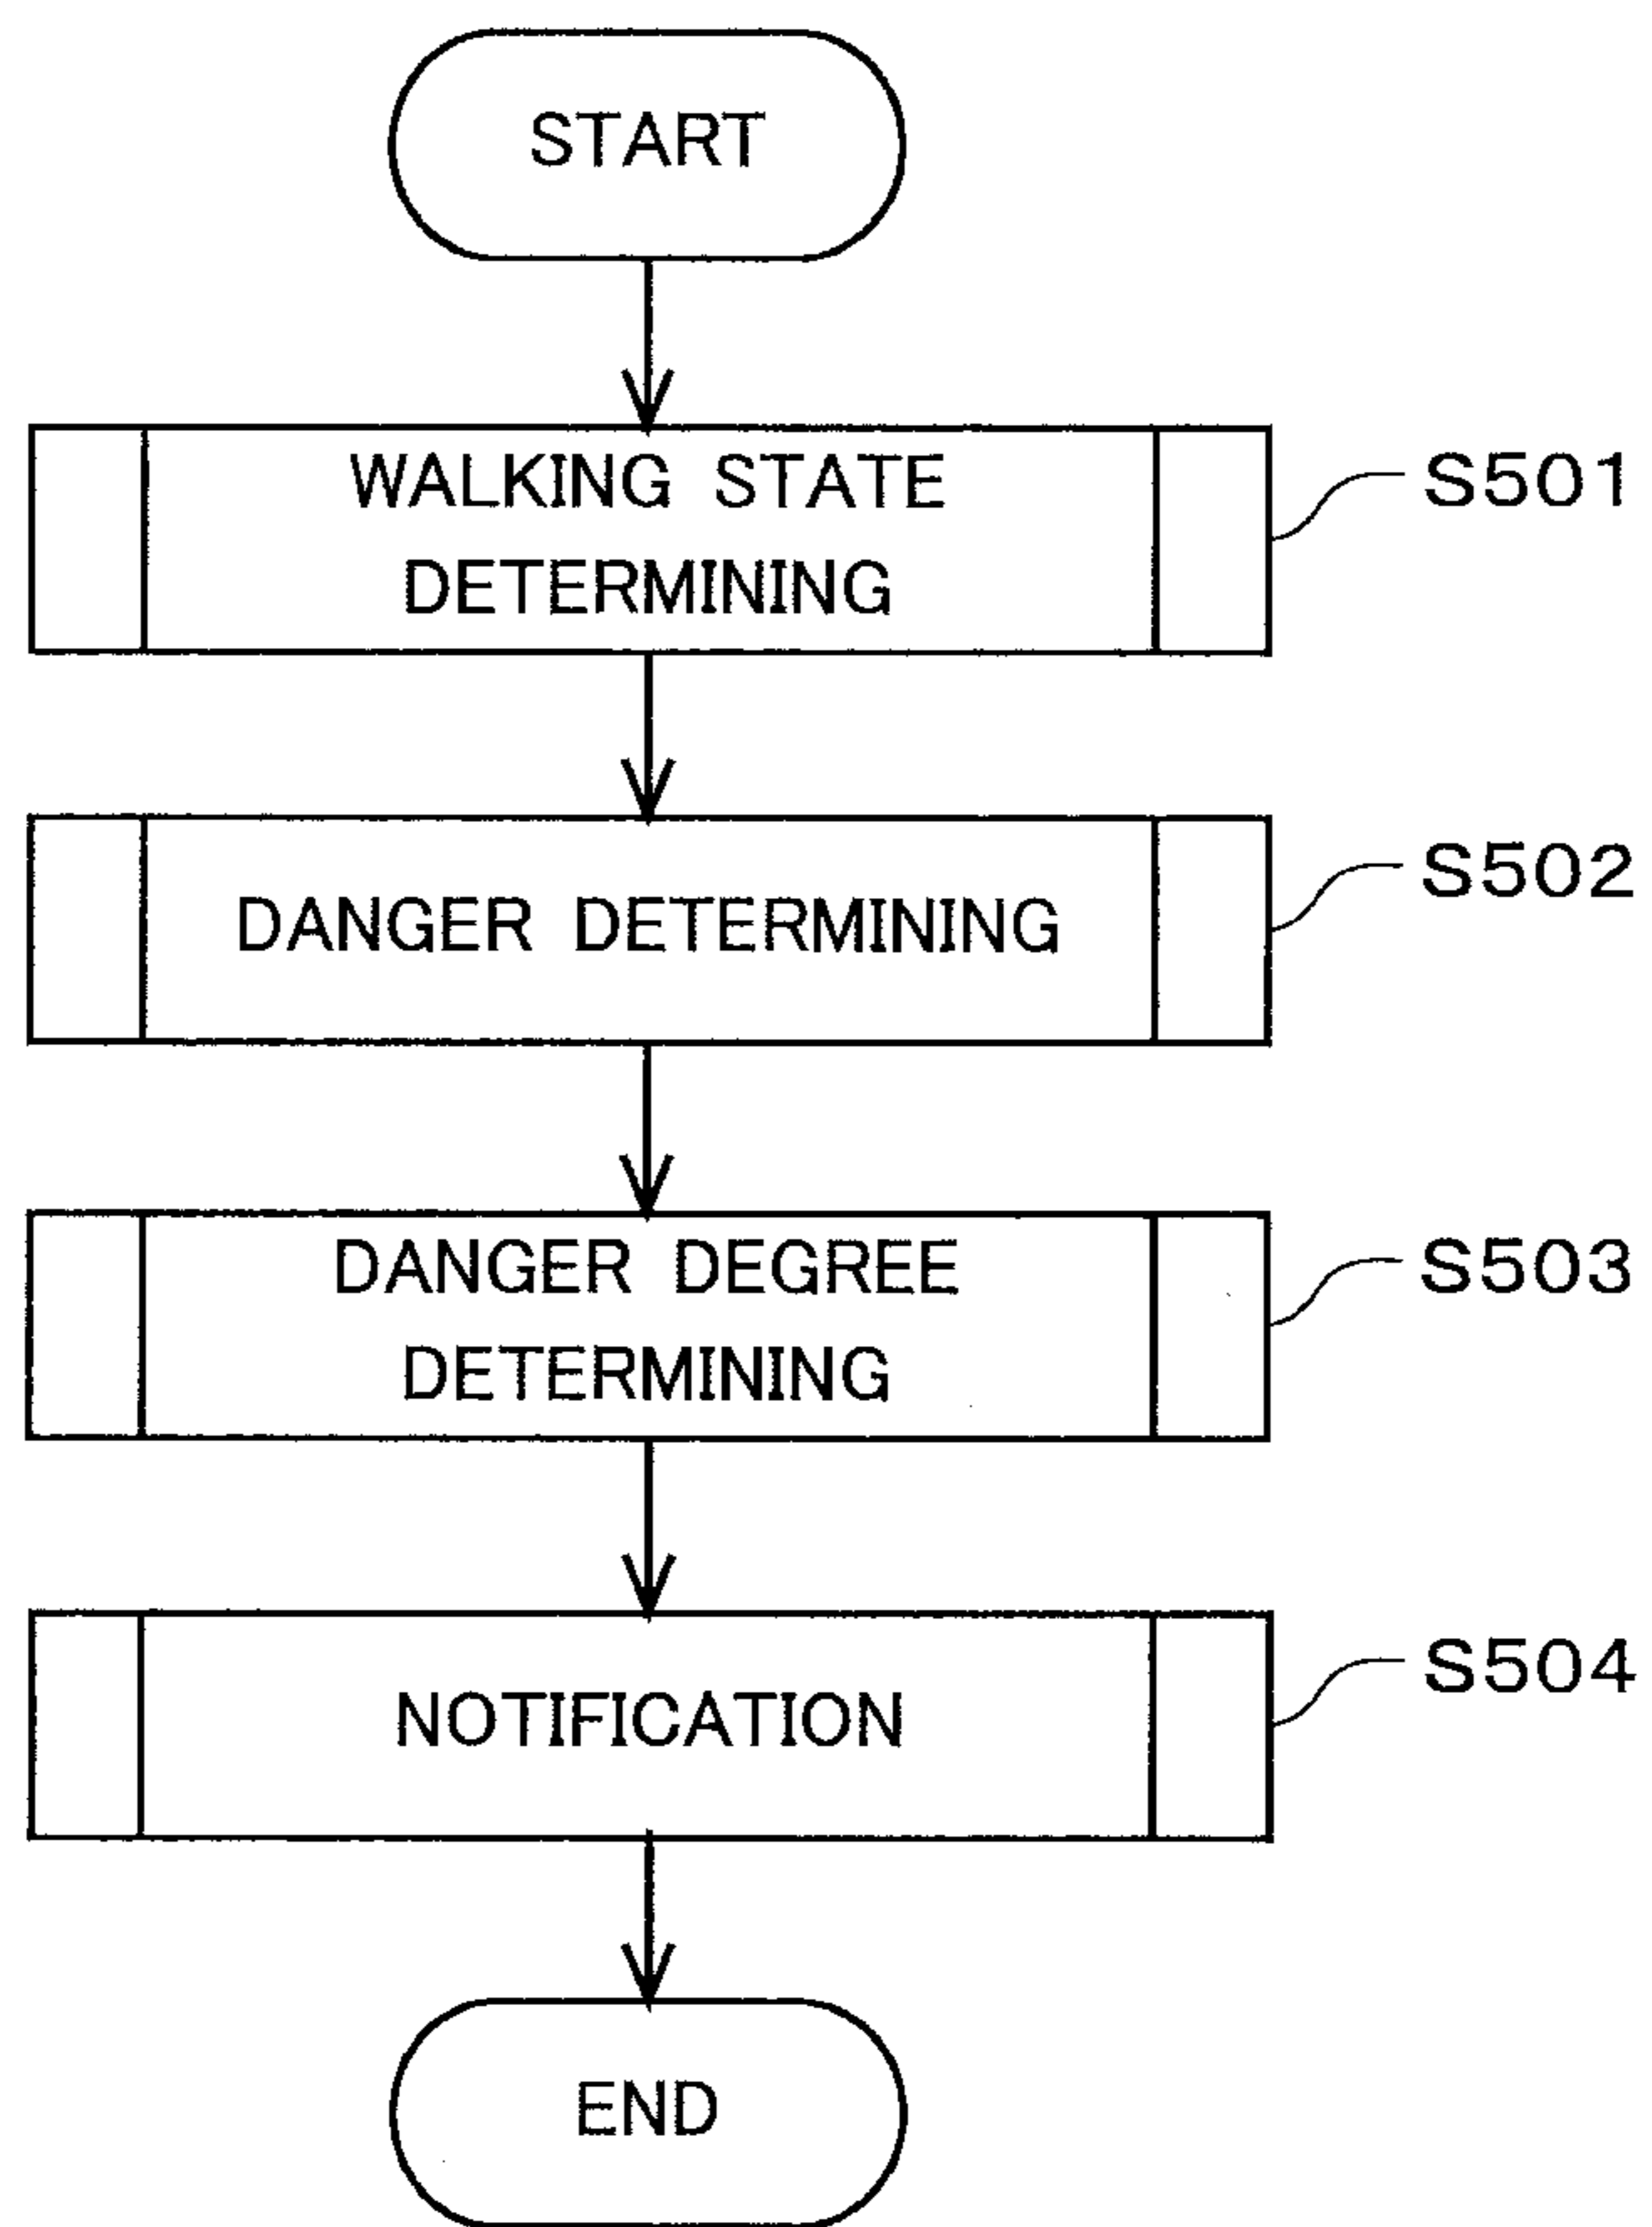 START
WALKING STATE
DETERMINING
S501
DANGER DETERMINING
S502
DANGER DEGREE
DETERMINING
S503
NOTIFICATION
S504
END